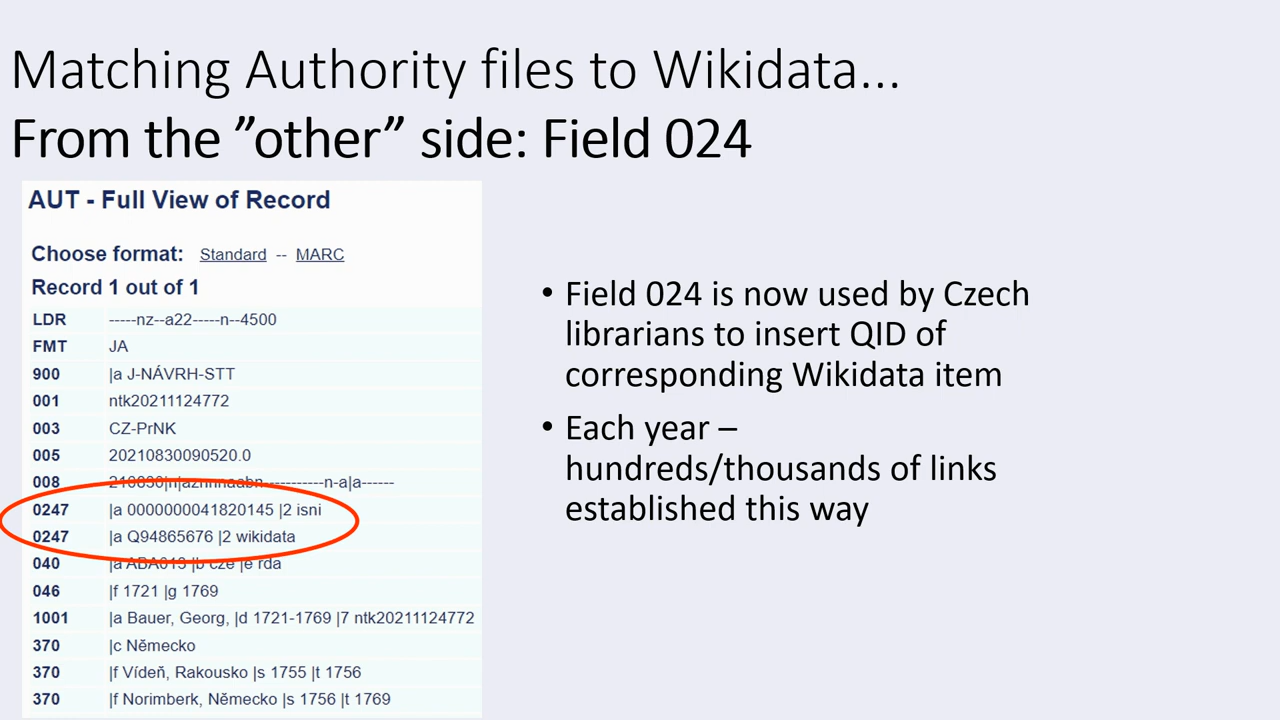 Matching Authority files to Wikidata...
From the ”other” side: Field 024
AUT - Full View of Record
Choose format: Standard -- MARC
Record 1 out of 1
LDR -----nz--a22-----n--4500
FMT JA
900 |a J-NÁVRH-STT
001 ntk20211124772
003 CZ-PrNK
005 20210830090520.0
008 210830|n|aznnnaabn-----------n-a|a------
0247 |a 0000000041820145 |2 isni
0247 |a Q94865676 |2 wikidata
040 |a ABA013 |b cze |e rda
046 |f 1721 |g 1769
1001 |a Bauer, Georg, |d 1721-1769 |7 ntk20211124772
370 |c Německo
370 |f Vídeň, Rakousko |s 1755 |t 1756
370 |f Norimberk, Německo |s 1756 |t 1769
• Field 024 is now used by Czech
librarians to insert QID of
corresponding Wikidata item
• Each year –
hundreds/thousands of links
established this way